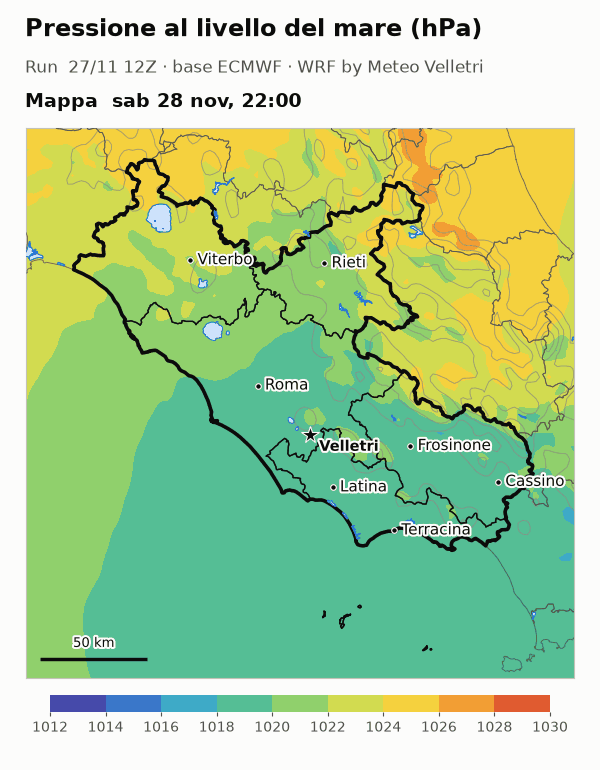 Pressione al livello del mare (hPa)
Run  27/11 12Z · base ECMWF · WRF by Meteo Velletri
Mappa  sab 28 nov, 22:00
Viterbo
Rieti
Roma
Velletri
Frosinone
Cassino
Latina
Terracina
50 km
1012 1014 1016 1018 1020 1022 1024 1026 1028 1030